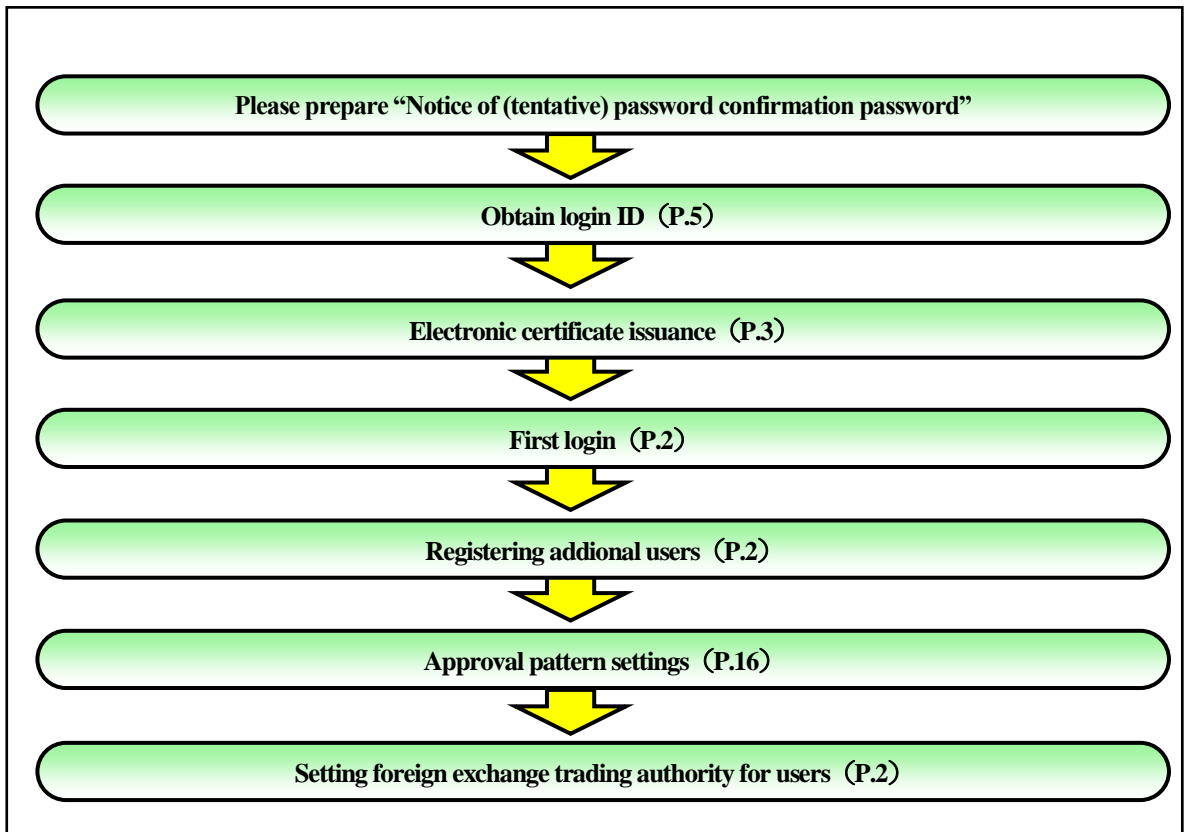 Please prepare “Notice of (tentative) password confirmation password”
Obtain login ID（P.5）
Electronic certificate issuance（P.3）
First login（P.2）
Registering addional users（P.2）
Approval pattern settings（P.16）
Setting foreign exchange trading authority for users（P.2）